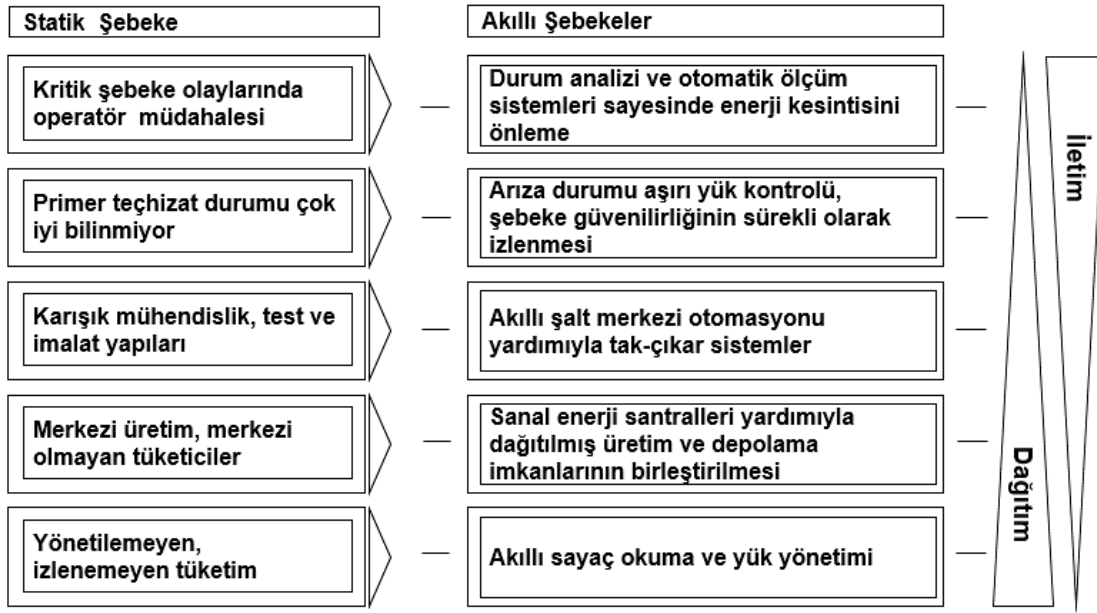 Statik Şebeke
Akıllı Şebekeler
Kritik şebeke olaylarında
operatör müdahalesi
Durum analizi ve otomatik ölçüm
sistemleri sayesinde enerji kesintisini
önleme
Primer teçhizat durumu çok
iyi bilinmiyor
Arıza durumu aşırı yük kontrolü,
şebeke güvenilirliğinin sürekli olarak
izlenmesi
Karışık mühendislik, test ve
imalat yapıları
Akıllı şalt merkezi otomasyonu
yardımıyla tak-çıkar sistemler
Merkezi üretim, merkezi
olmayan tüketiciler
Sanal enerji santralleri yardımıyla
dağıtılmış üretim ve depolama
imkanlarının birleştirilmesi
Yönetilemeyen,
izlenemeyen tüketim
Akıllı sayaç okuma ve yük yönetimi
İletim
Dağıtım